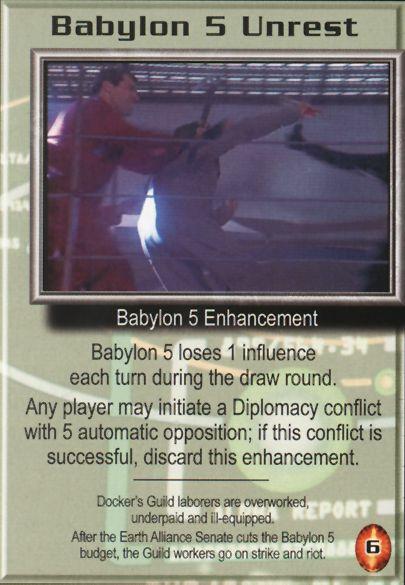 Babylon 5 Unrest
Babylon 5 Enhancement
Babylon 5 loses 1 influence
each turn during the draw round.
Any player may initiate a Diplomacy conflict
with 5 automatic opposition; if this conflict is
successful, discard this enhancement.
Docker's Guild laborers are overworked,
underpaid and ill-equipped.
After the Earth Alliance Senate cuts the Babylon 5
budget, the Guild workers go on strike and riot.
REPORT
6